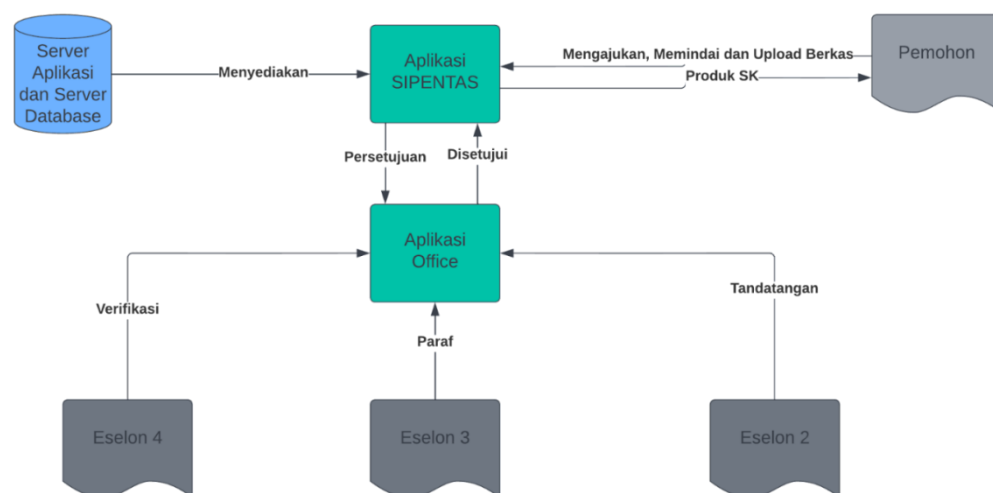 Server
Aplikasi
dan Server
Database
Menyediakan
Aplikasi
SIPENTAS
Mengajukan, Memindai dan Upload Berkas
Produk SK
Pemohon
Persetujuan
Disetujui
Aplikasi
Office
Verifikasi
Paraf
Tandatangan
Eselon 4
Eselon 3
Eselon 2